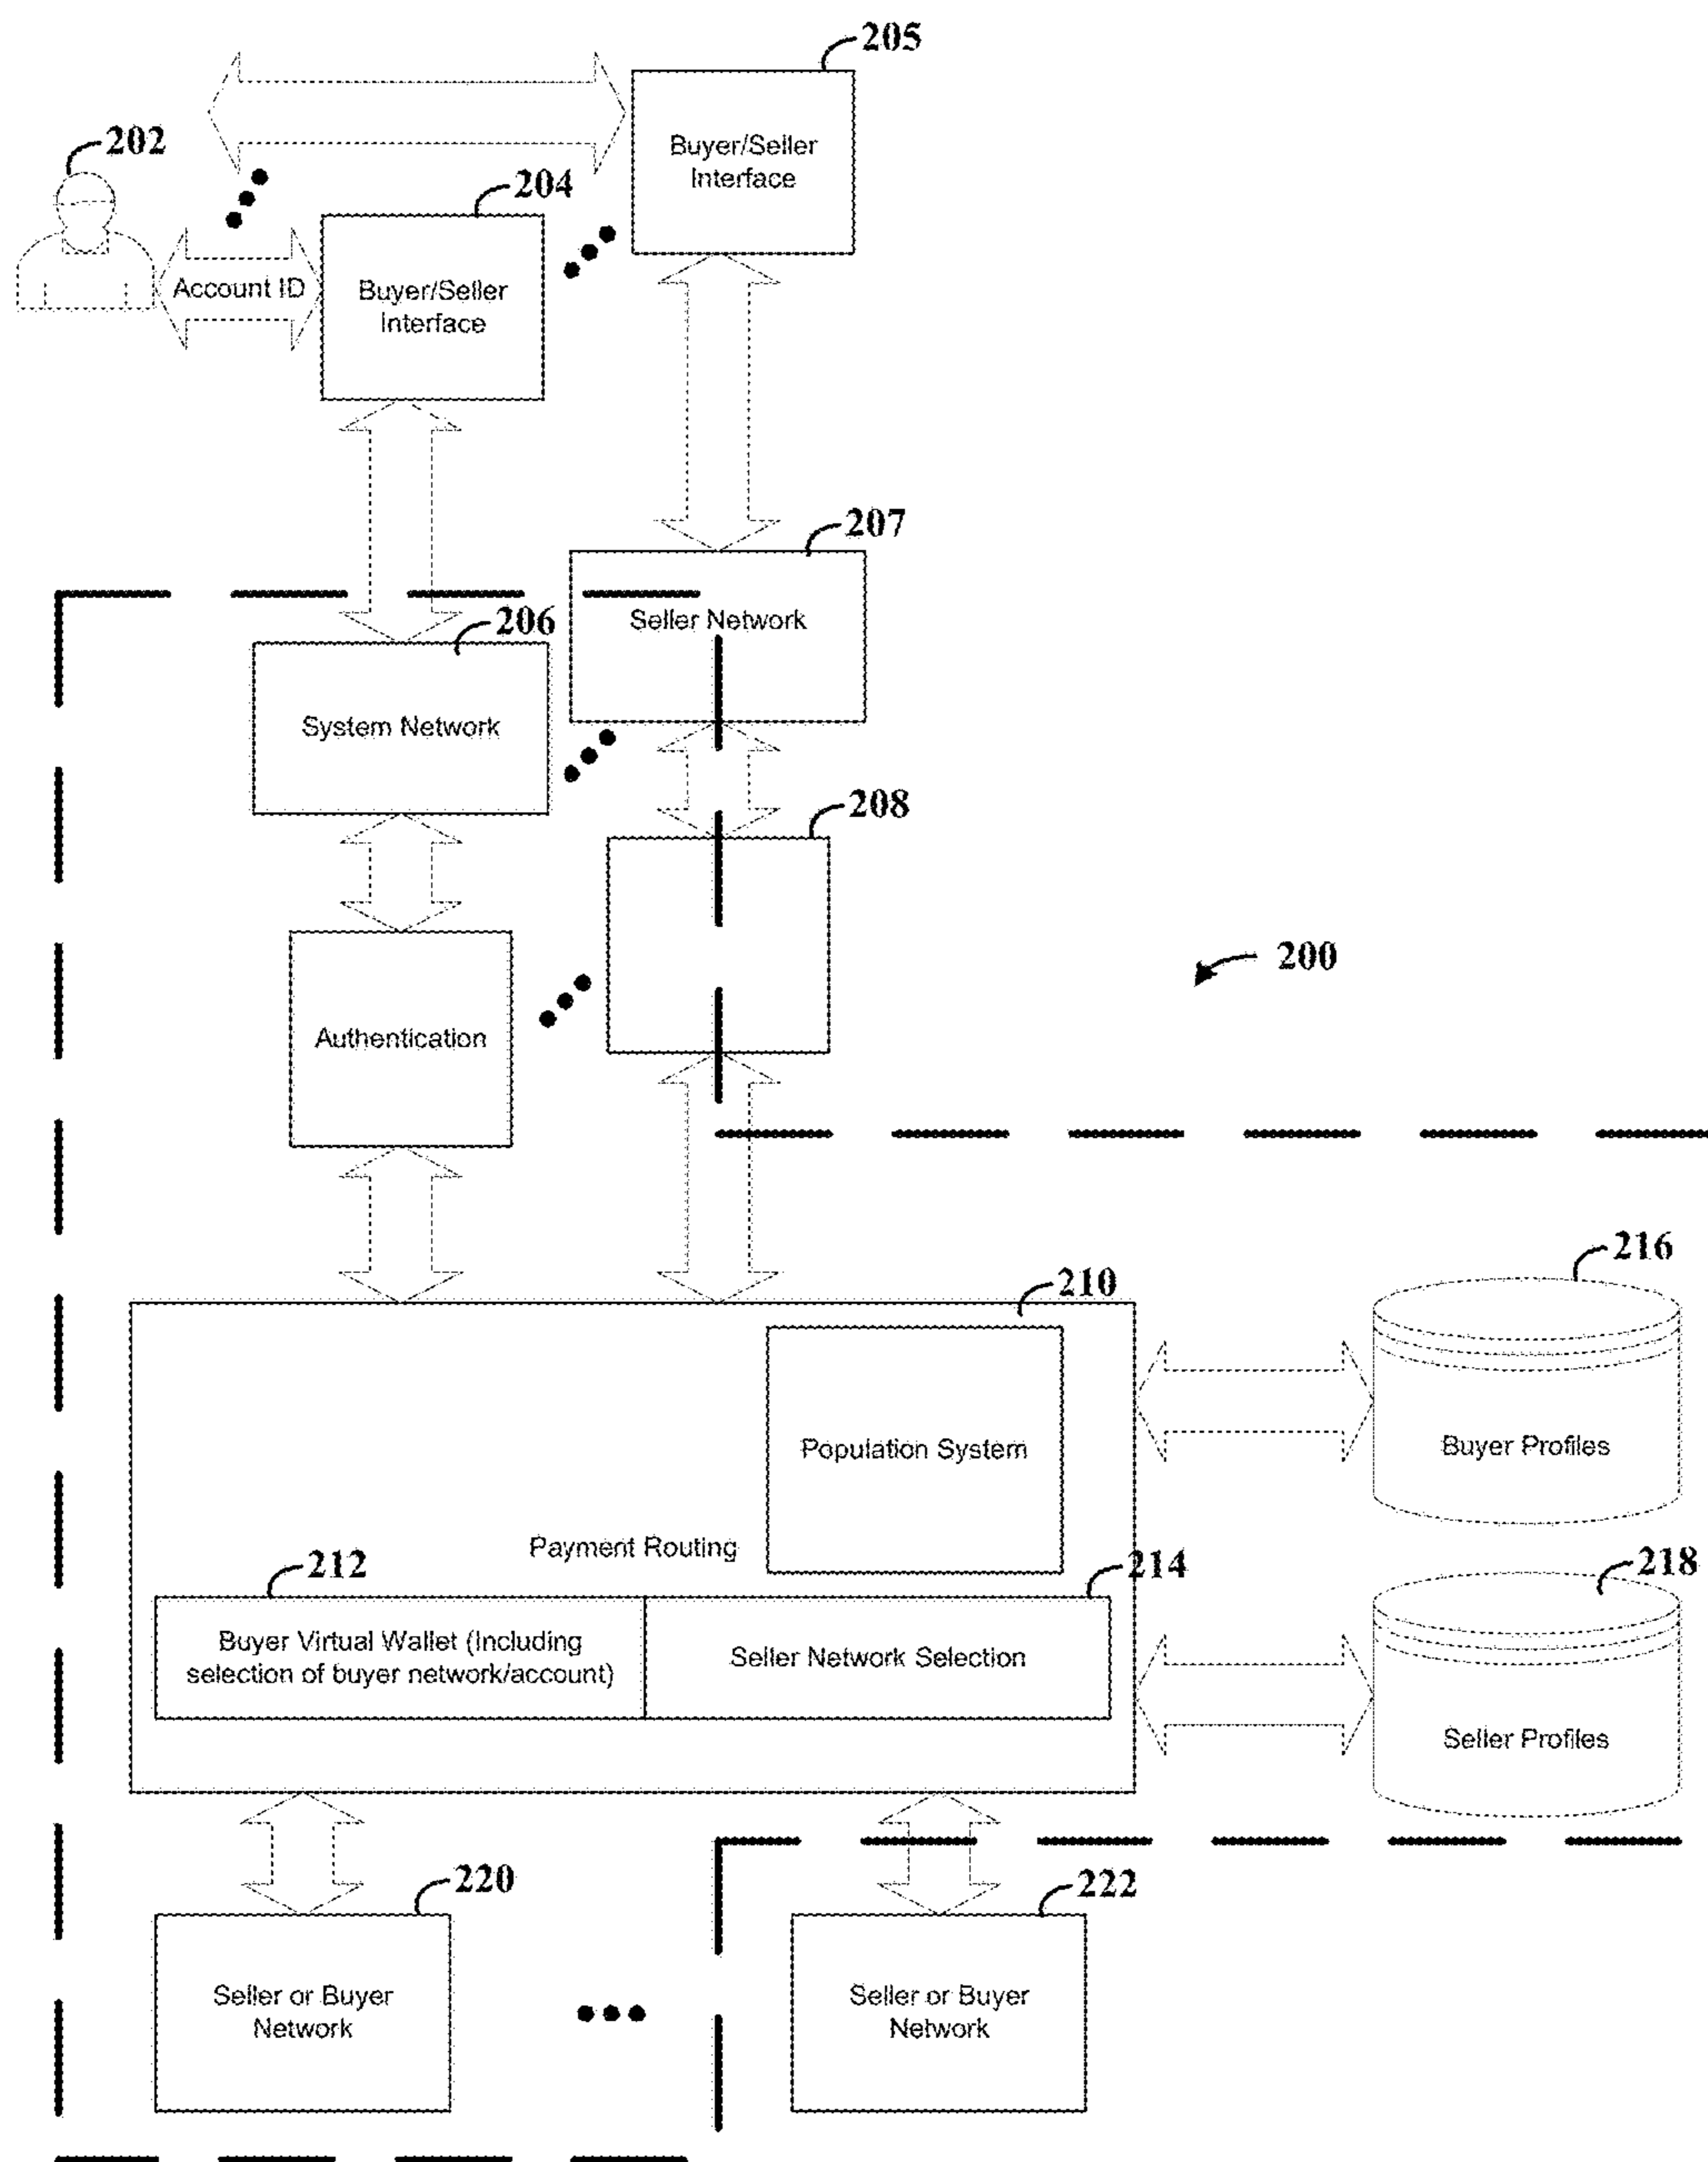 205
202
Buyer/Seller
Interface
204
Account ID
Buyer/Seller
Interface
207
Seller Network
206
System Network
208
200
Authentication
216
210
Population System
Buyer Profiles
Payment Routing
212
214
218
Buyer Virtual Wallet (Including
selection of buyer network/account)
Seller Network Selection
Seller Profiles
220
222
Seller or Buyer
Network
Seller or Buyer
Network